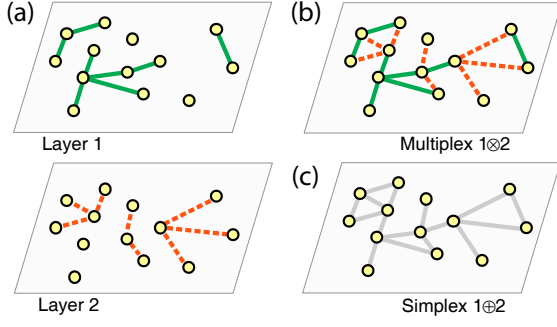 (a)
Layer 1
Layer 2
(b)
Multiplex 1⊗2
(c)
Simplex 1⊕2